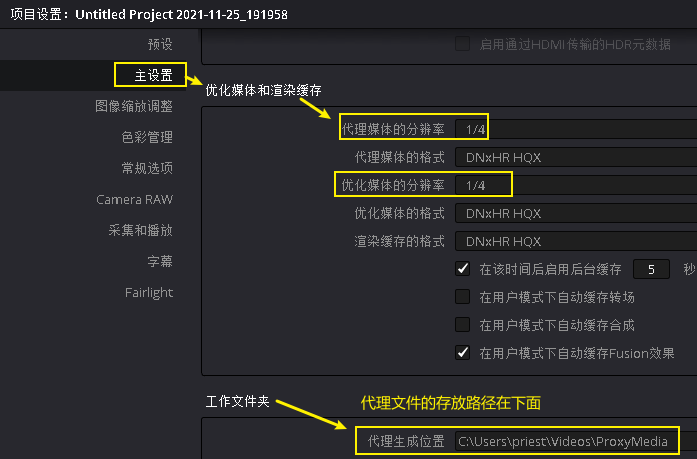 项目设置：Untitled Project 2021-11-25_191958
预设
启用通过HDMI传输的HDR元数据
主设置
优化媒体和渲染缓存
图像缩放调整
代理媒体的分辨率 1/4
色彩管理
代理媒体的格式 DNxHR HQX
常规选项
优化媒体的分辨率 1/4
Camera RAW
优化媒体的格式 DNxHR HQX
采集和播放
渲染缓存的格式 DNxHR HQX
字幕
在该时间后启用后台缓存 5 秒
Fairlight
在用户模式下自动缓存转场
在用户模式下自动缓存合成
在用户模式下自动缓存Fusion效果
工作文件夹
代理文件的存放路径在下面
代理生成位置 C:\Users\priest\Videos\ProxyMedia